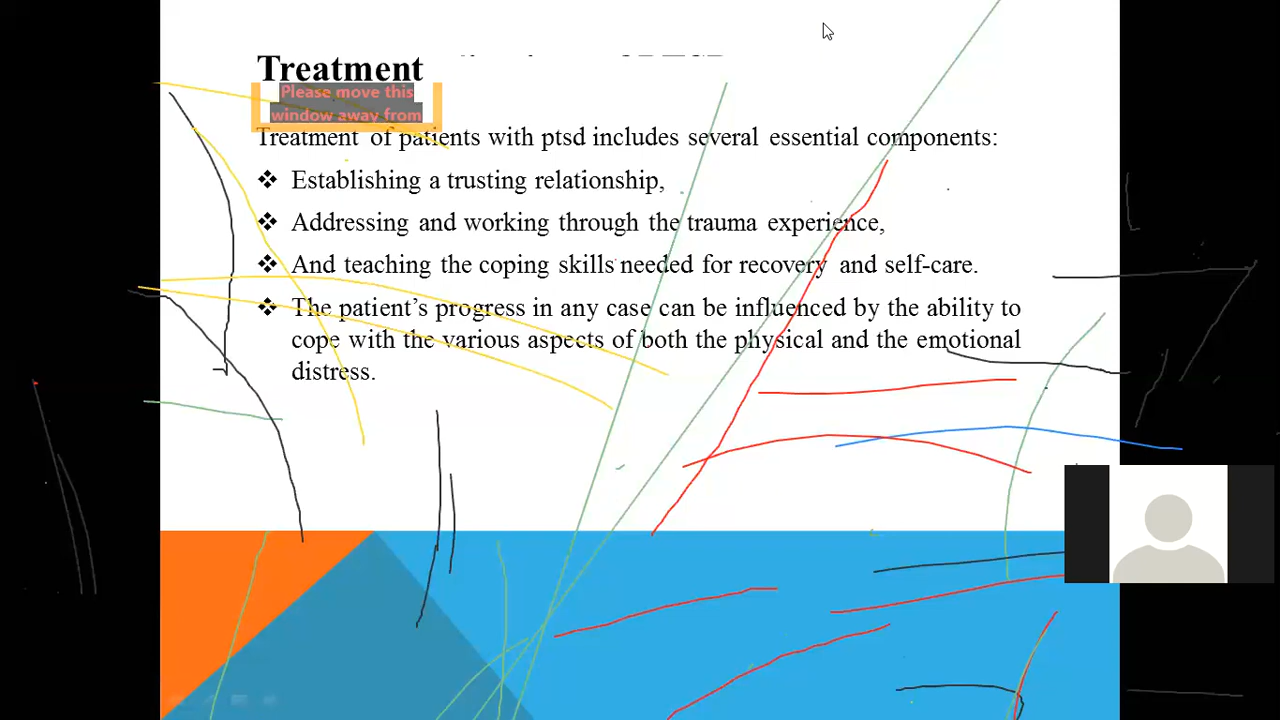 Treatment
Please move this
window away from
Treatment of patients with ptsd includes several essential components:
❖ Establishing a trusting relationship,
❖ Addressing and working through the trauma experience,
❖ And teaching the coping skills needed for recovery and self-care.
❖ The patient’s progress in any case can be influenced by the ability to
cope with the various aspects of both the physical and the emotional
distress.